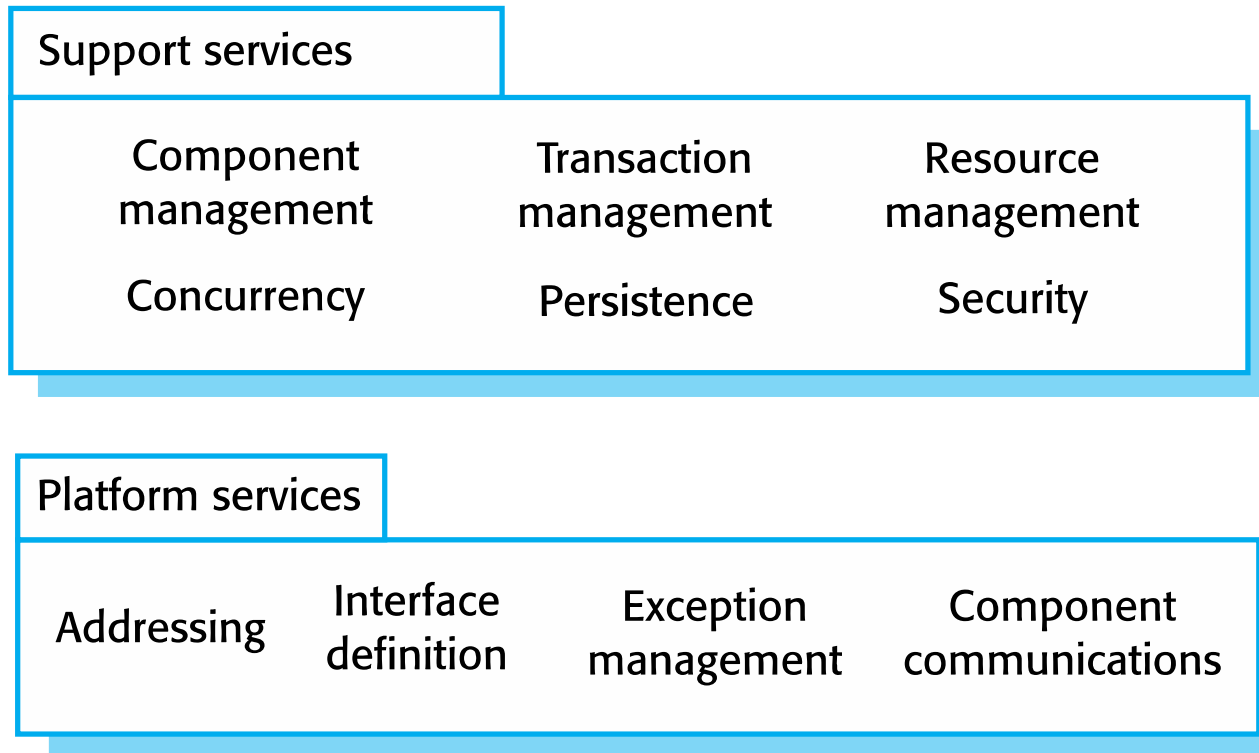 Support services
Component
management
Transaction
management
Resource
management
Concurrency
Persistence
Security
Platform services
Addressing
Interface
definition
Exception
management
Component
communications